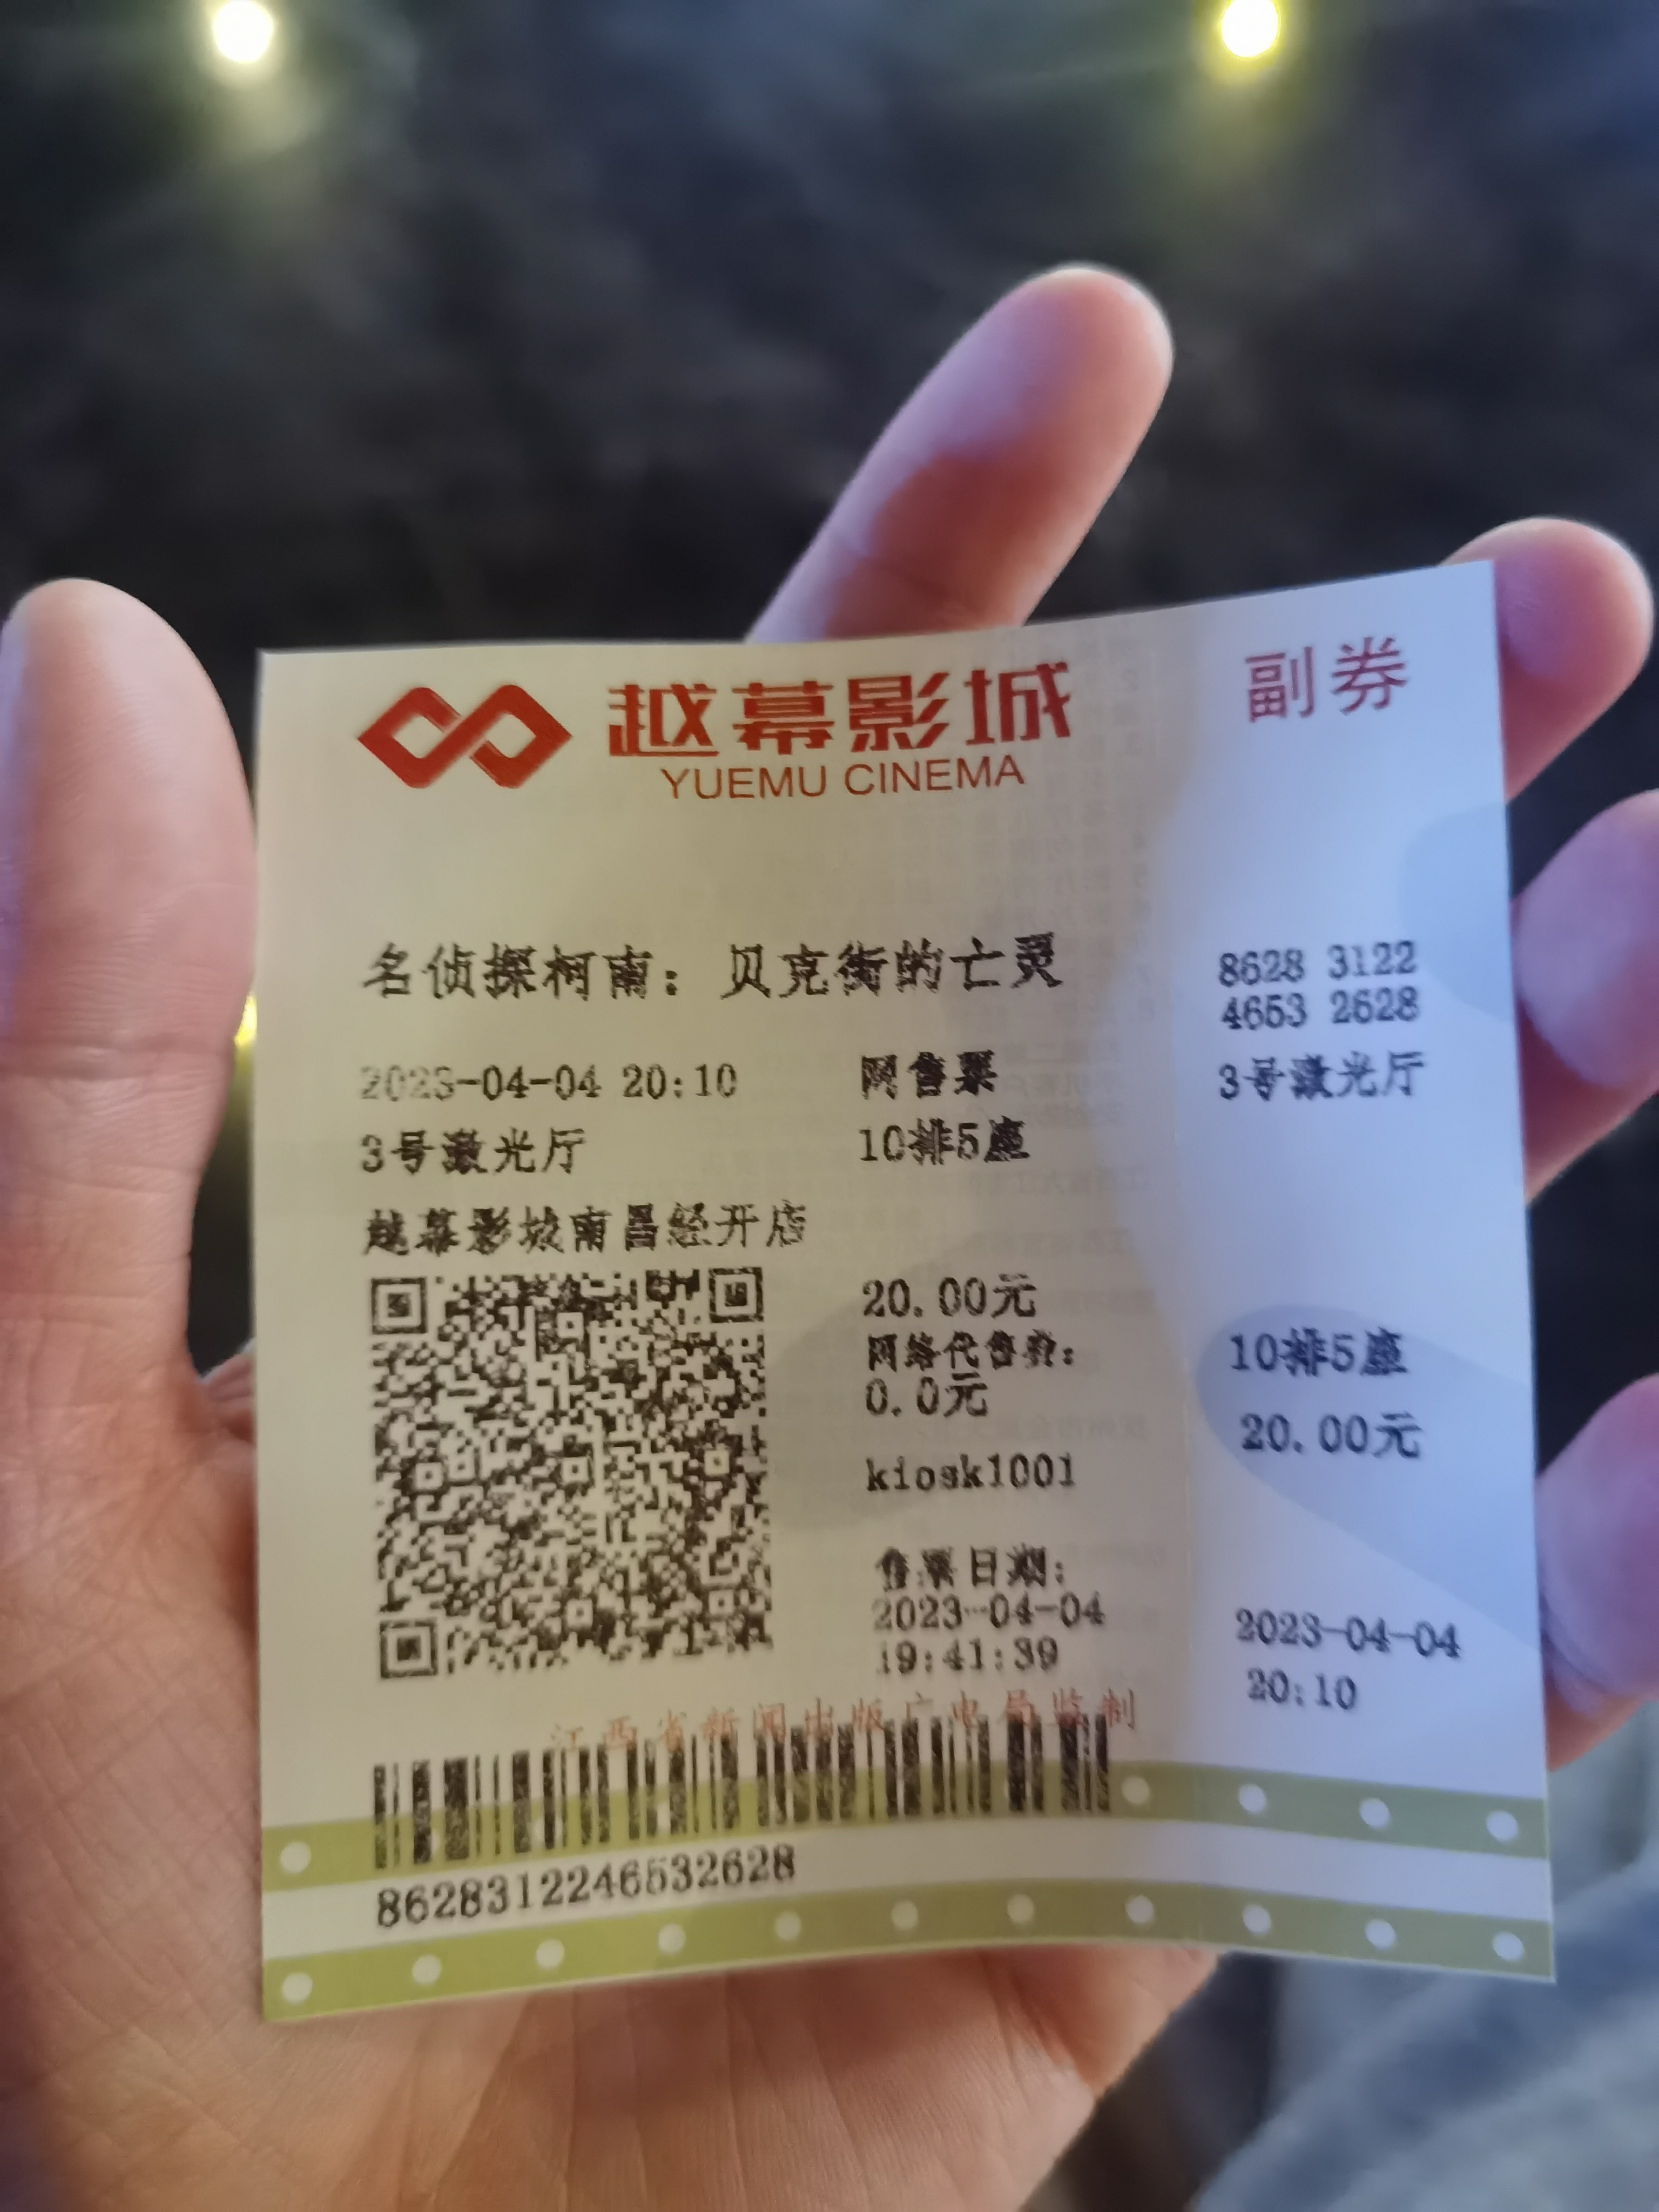 越幕影城
YUEMU CINEMA
副券
名侦探柯南：贝克街的亡灵
2023-04-04 20:10 网售票
3号激光厅 10排5座
越幕影城南昌经开店
20.00元
网络代售费:
0.0元
kiosk1001
售票日期:
2023-04-04
19:41:39
江西省新闻出版广电局监制
8628312246532628
8628 3122
4653 2628
3号激光厅
10排5座
20.00元
2023-04-04
20:10